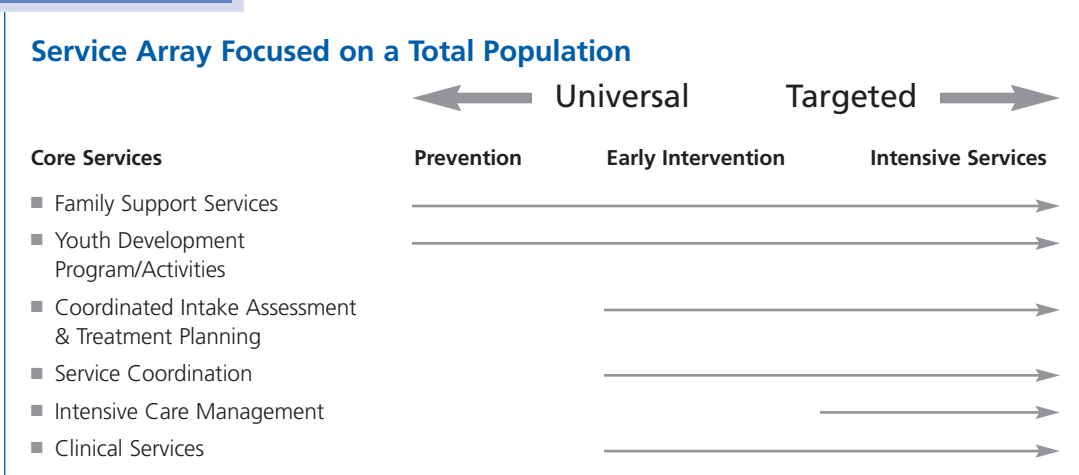 Service Array Focused on a Total Population
Universal Targeted
Core Services Prevention Early Intervention Intensive Services
■ Family Support Services
■ Youth Development
Program/Activities
■ Coordinated Intake Assessment
& Treatment Planning
■ Service Coordination
■ Intensive Care Management
■ Clinical Services